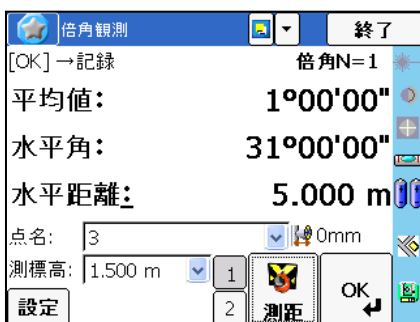 倍角観測 終了
[OK]→記録 倍角N=1
平均値: 1°00'00"
水平角: 31°00'00"
水平距離: 5.000 m
点名: 3 0mm
測標高: 1.500 m 1
設定 2 測距 OK